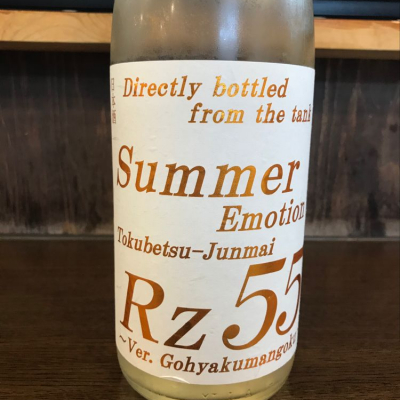 Directly bottled
from the tank
Summer
Emotion
Tokubetsu-Junmai
Rz55
~Ver. Gohyakumangoku